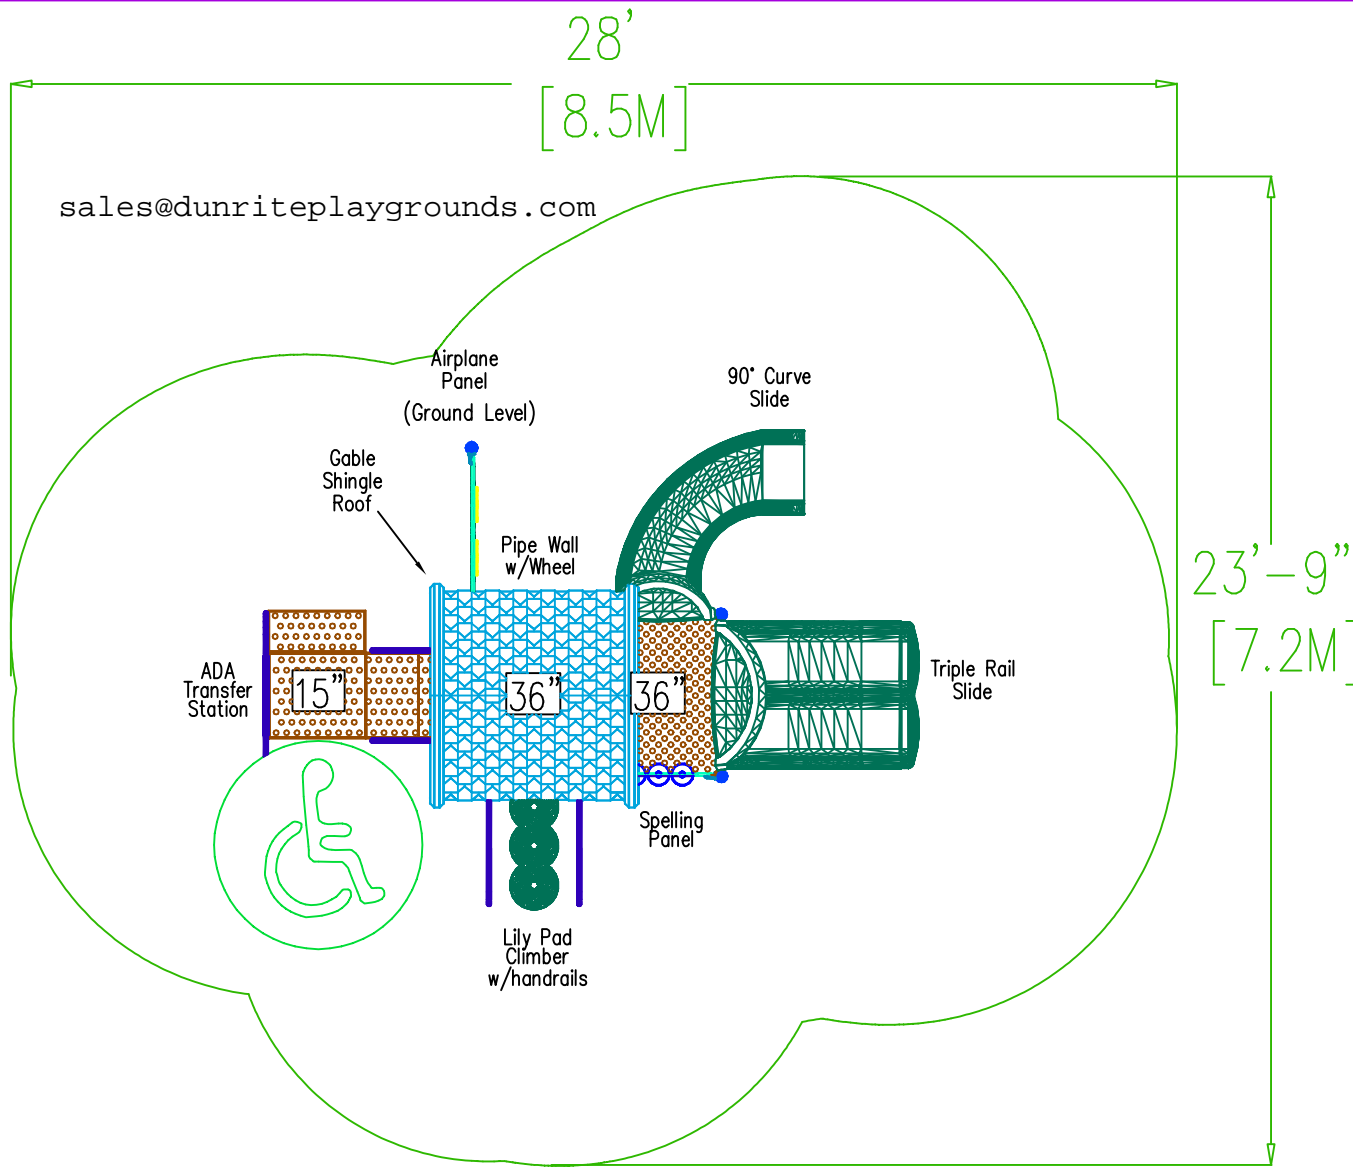 28'
[8.5M]
sales@dunriteplaygrounds.com
Airplane
Panel
(Ground Level)
90° Curve
Slide
Gable
Shingle
Roof
Pipe Wall
w/Wheel
23'-9"
[7.2M]
ADA
Transfer
Station
15"
36"
36"
Triple Rail
Slide
Spelling
Panel
Lily Pad
Climber
w/handrails